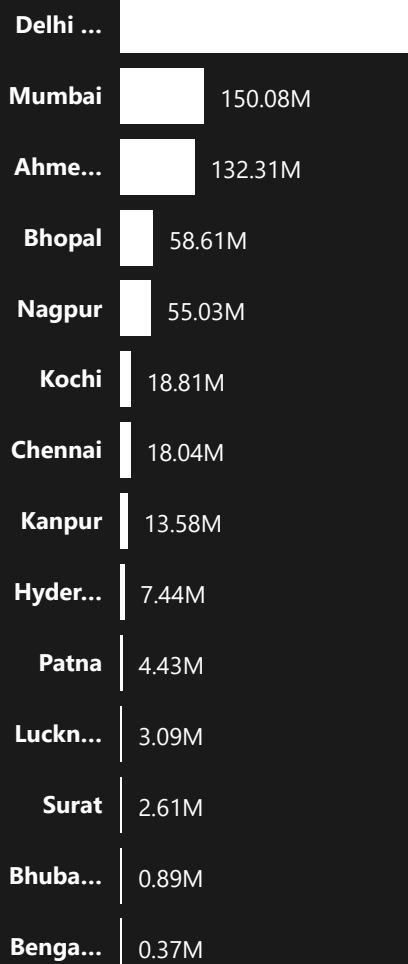 Delhi ...
Mumbai 150.08M
Ahme... 132.31M
Bhopal 58.61M
Nagpur 55.03M
Kochi 18.81M
Chennai 18.04M
Kanpur 13.58M
Hyder... 7.44M
Patna 4.43M
Luckn... 3.09M
Surat 2.61M
Bhuba... 0.89M
Benga... 0.37M